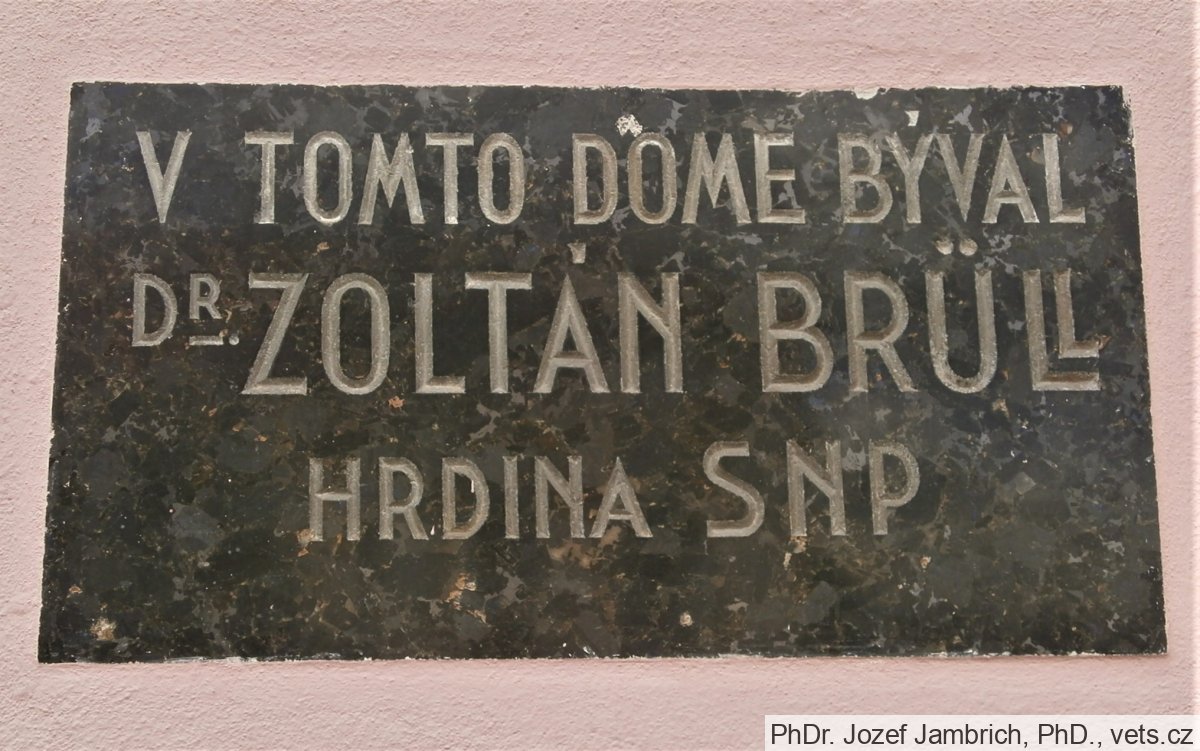 V TOMTO DOME BÝVAL
DR. ZOLTÁN BRÜLL
HRDINA SNP
PhDr. Jozef Jambrich, PhD., vets.cz